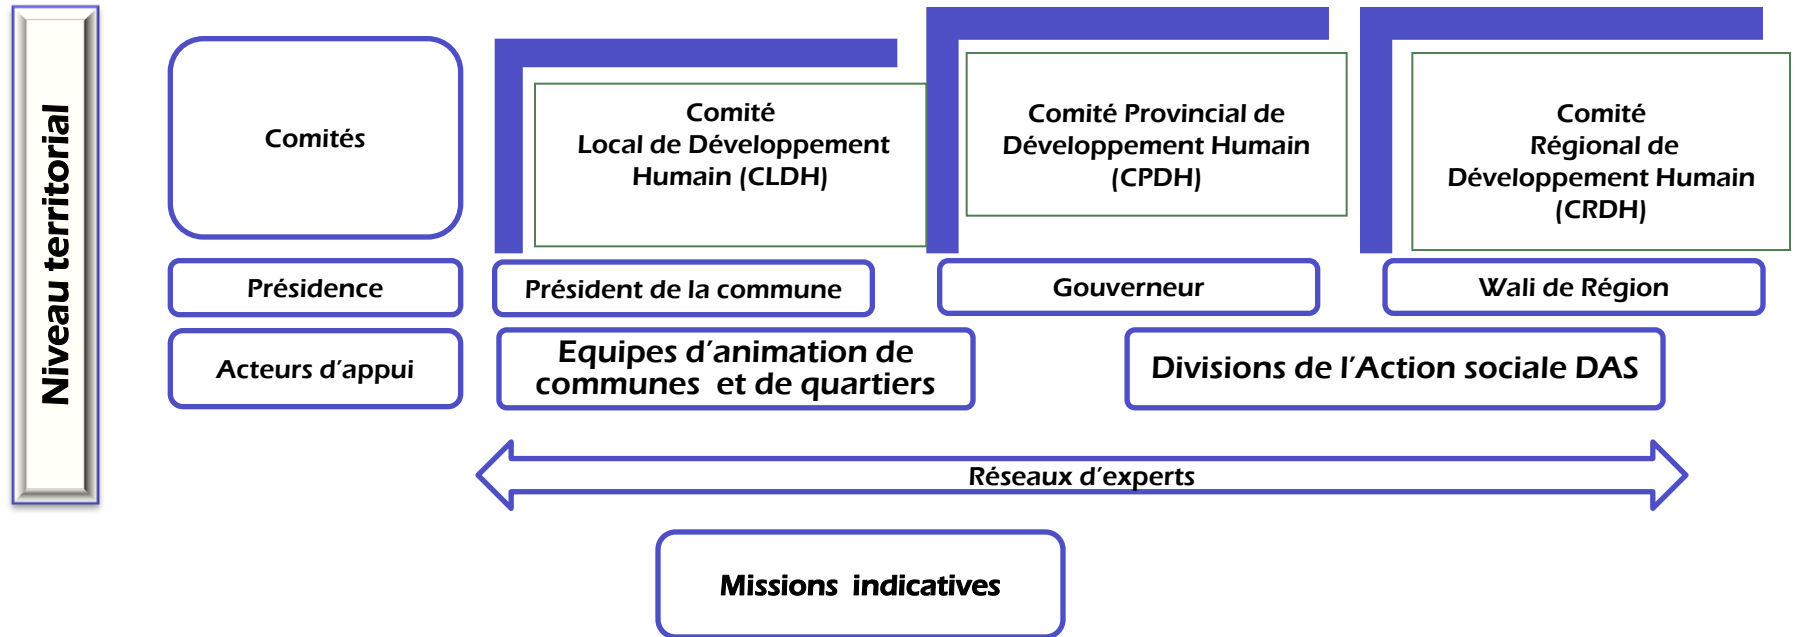 Niveau territorial
Comités
Comité
Local de Développement
Humain (CLDH)
Comité Provincial de
Développement Humain
(CPDH)
Comité
Régional de
Développement Humain
(CRDH)
Présidence
Président de la commune
Gouverneur
Wali de Région
Acteurs d’appui
Equipes d’animation de
communes et de quartiers
Divisions de l’Action sociale DAS
Réseaux d’experts
Missions indicatives